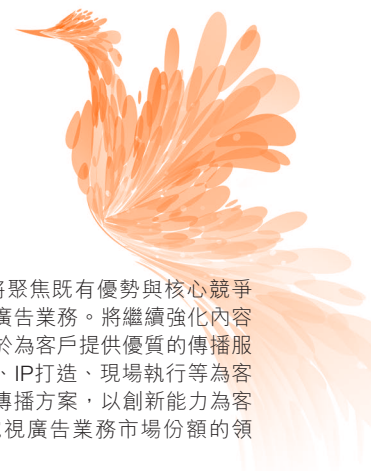 將聚焦既有優勢與核心競爭
廣告業務。將繼續強化內容
於為客戶提供優質的傳播服
、IP打造、現場執行等為客
傳播方案，以創新能力為客
視廣告業務市場份額的領